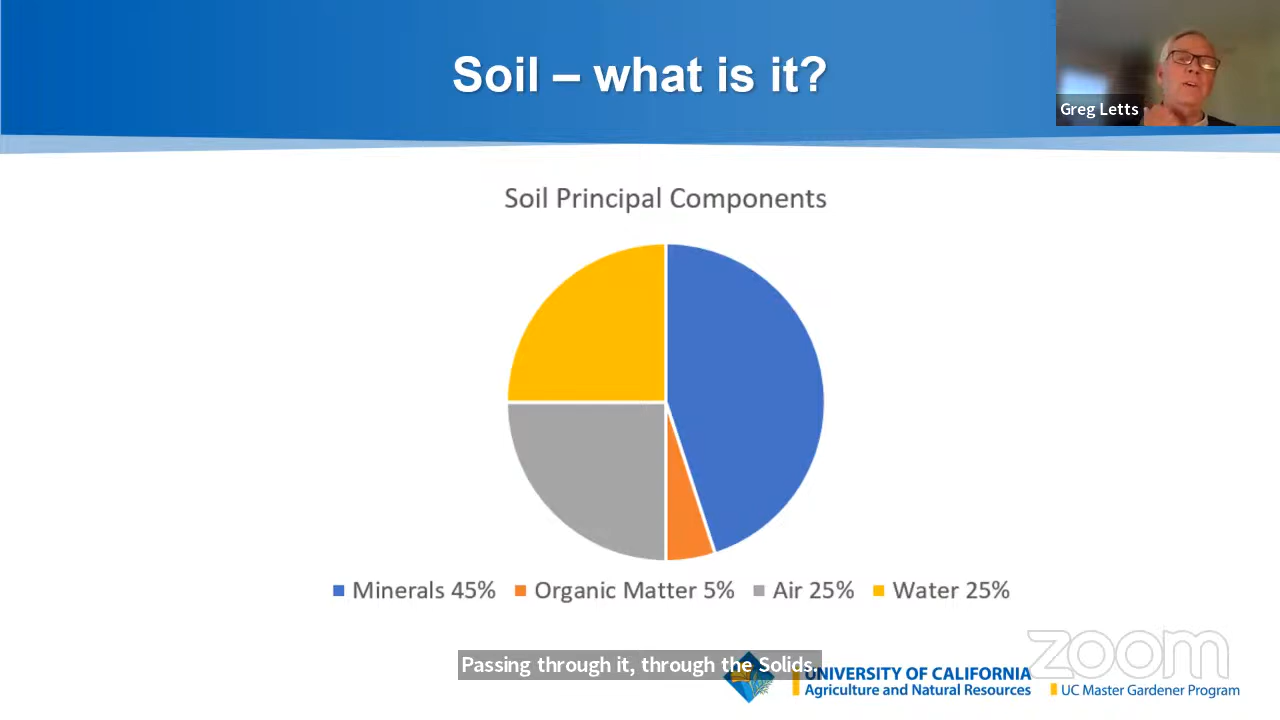 Soil – what is it?
Greg Letts
Soil Principal Components
Minerals 45% Organic Matter 5% Air 25% Water 25%
zoom
Passing through it, through the Solids.
UNIVERSITY OF CALIFORNIA
Agriculture and Natural Resources
UC Master Gardener Program